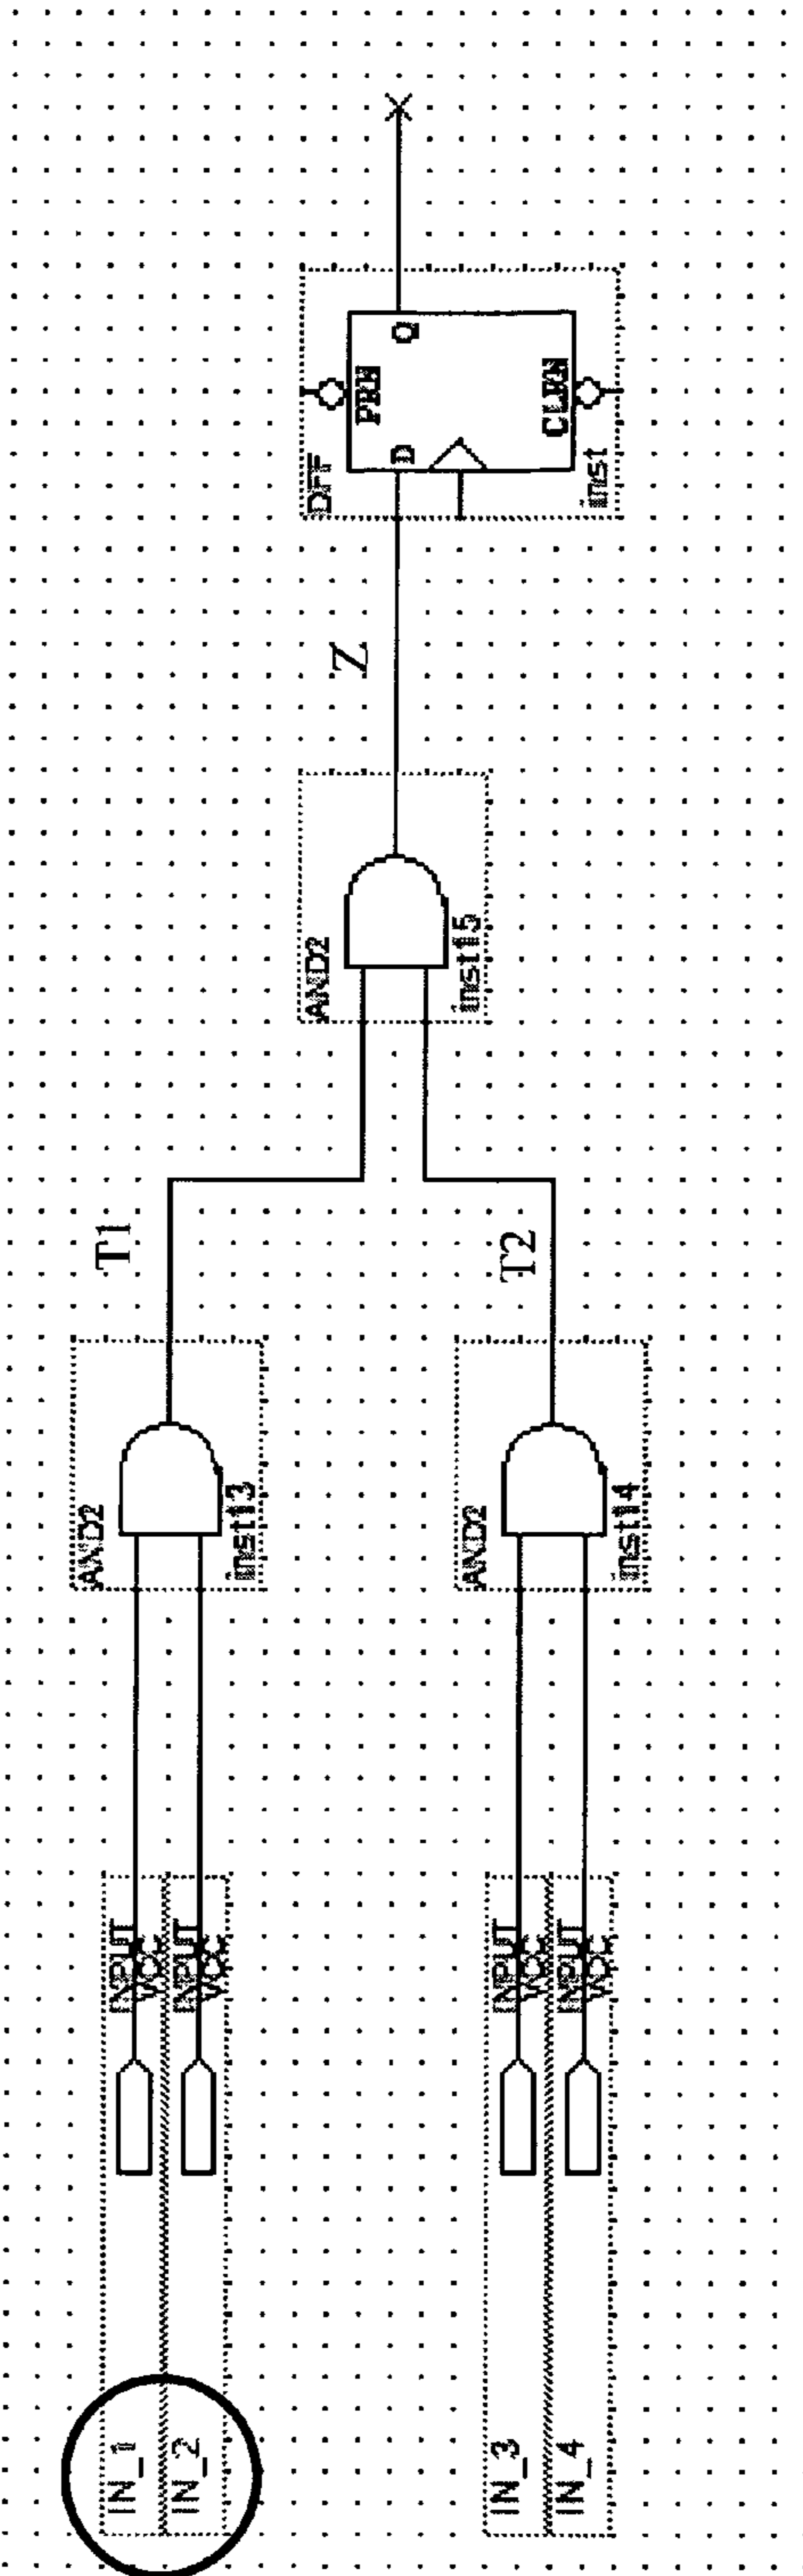 IN_1
IN_2
INPUT
VCC
INPUT
VCC
AND2
inst13
T1
IN_3
IN_4
INPUT
VCC
INPUT
VCC
AND2
inst14
T2
AND2
inst15
Z
DFF
D
PRN
Q
CLRN
inst